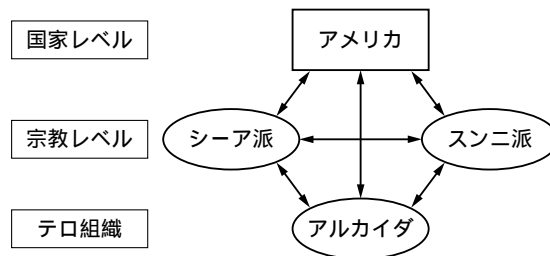 国家レベル
アメリカ
宗教レベル
シーア派
スンニ派
テロ組織
アルカイダ